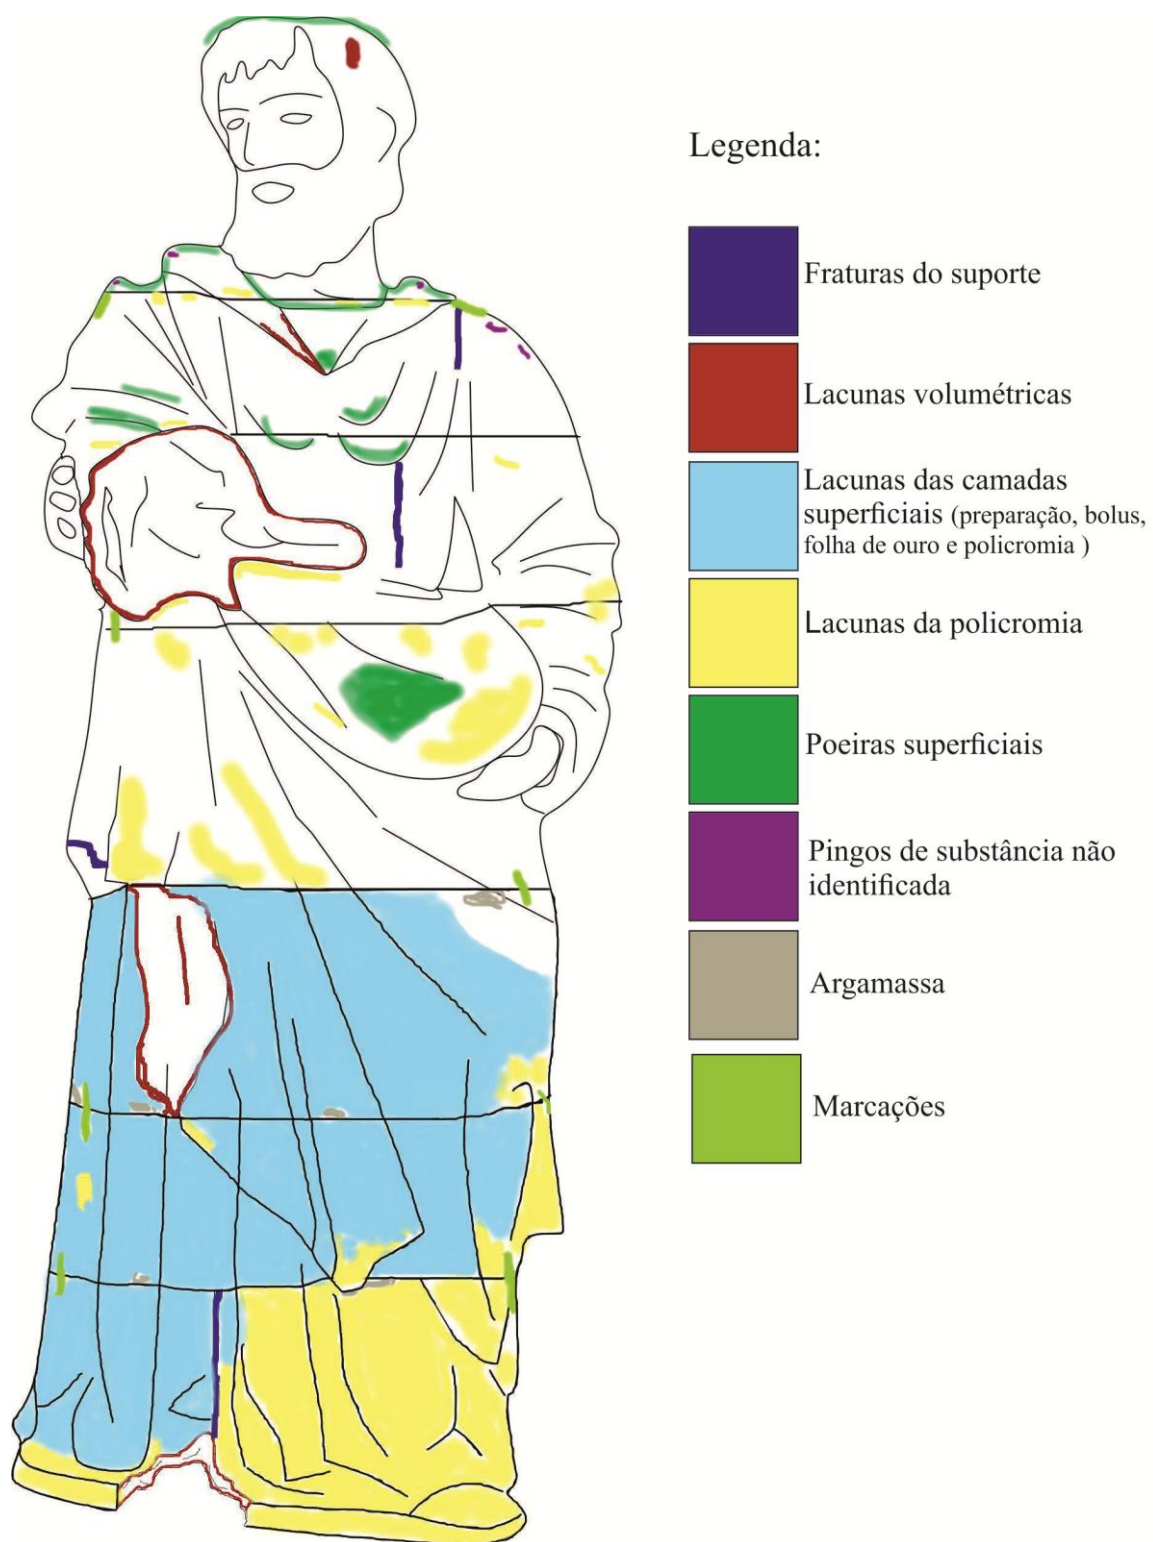 Legenda:
Fraturas do suporte
Lacunas volumétricas
Lacunas das camadas
superficiais (preparação, bolus,
folha de ouro e policromia )
Lacunas da policromia
Poeiras superficiais
Pingos de substância não
identificada
Argamassa
Marcações